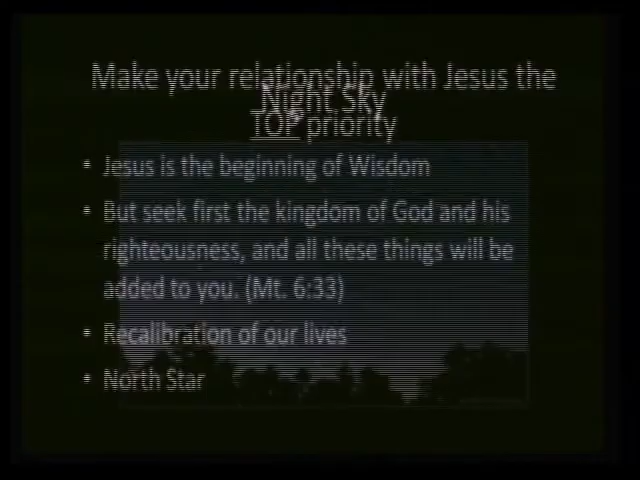 Make your relationship with Jesus the
Night Sky
TOP priority
• Jesus is the beginning of Wisdom
• But seek first the kingdom of God and his
righteousness, and all these things will be
added to you. (Mt. 6:33)
• Recalibration of our lives
• North Star